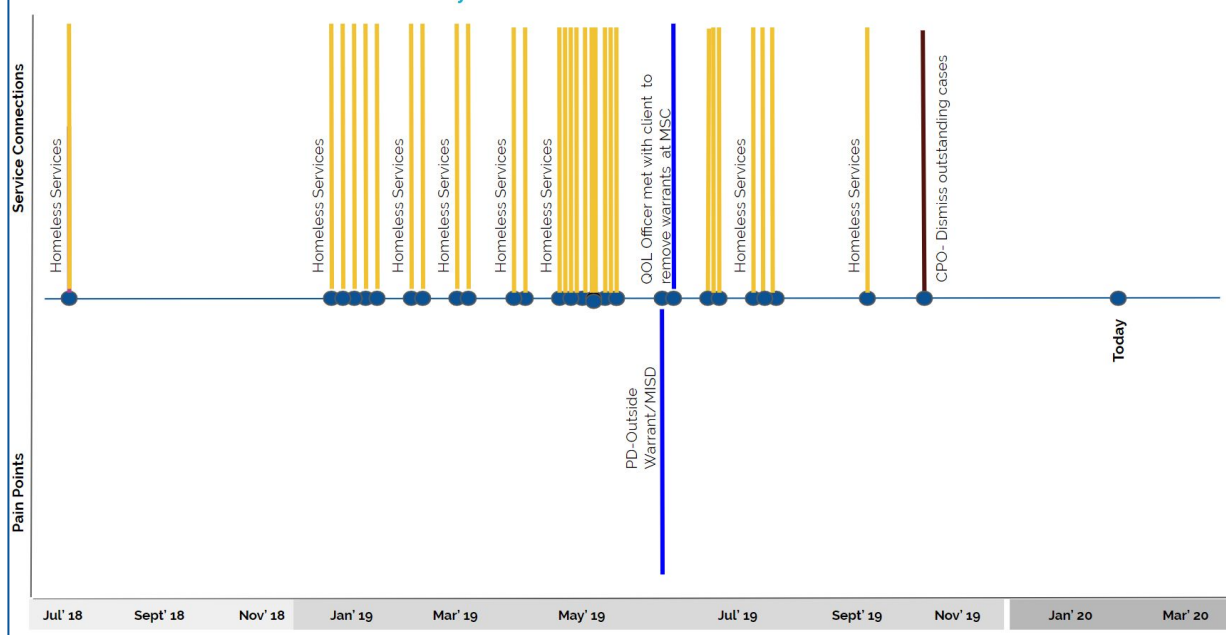 Service Connections
Homeless Services
Homeless Services
Homeless Services
Homeless Services
Homeless Services
Homeless Services
QOL Officer met with client to
remove warrants at MSC
Homeless Services
Homeless Services
CPO- Dismiss outstanding cases
Today
Pain Points
PD-Outside
Warrant/MISD
Jul' 18
Sept' 18
Nov' 18
Jan' 19
Mar' 19
May' 19
Jul' 19
Sept' 19
Nov' 19
Jan' 20
Mar' 20